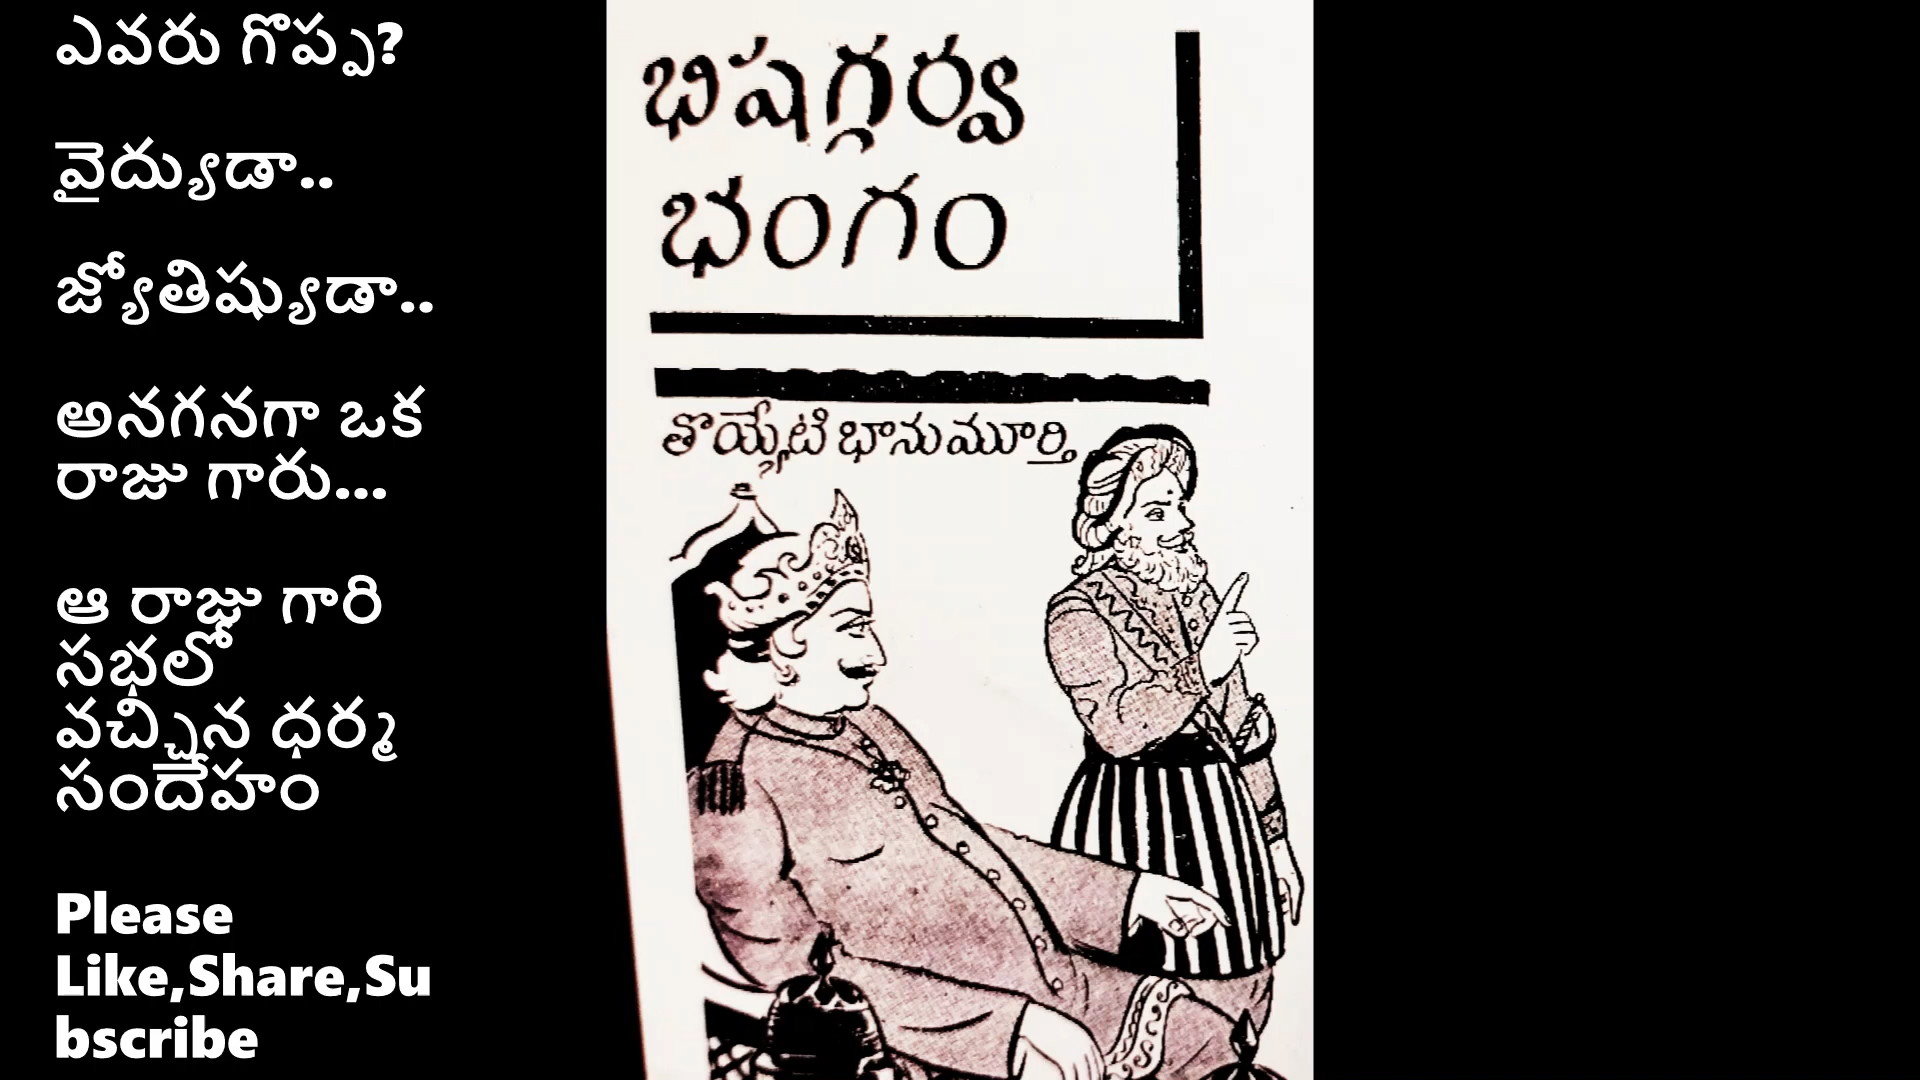 ఎవరు గొప్ప?
వైద్యుడా..
జ్యోతిష్యుడా..
అనగనగా ఒక
రాజు గారు...
ఆ రాజు గారి
సభలో
వచ్చిన ధర్మ
సందేహం
Please
Like,Share,Su
bscribe
భిషగ్గర్వ
భంగం
తొయ్యేటి భానుమూర్తి